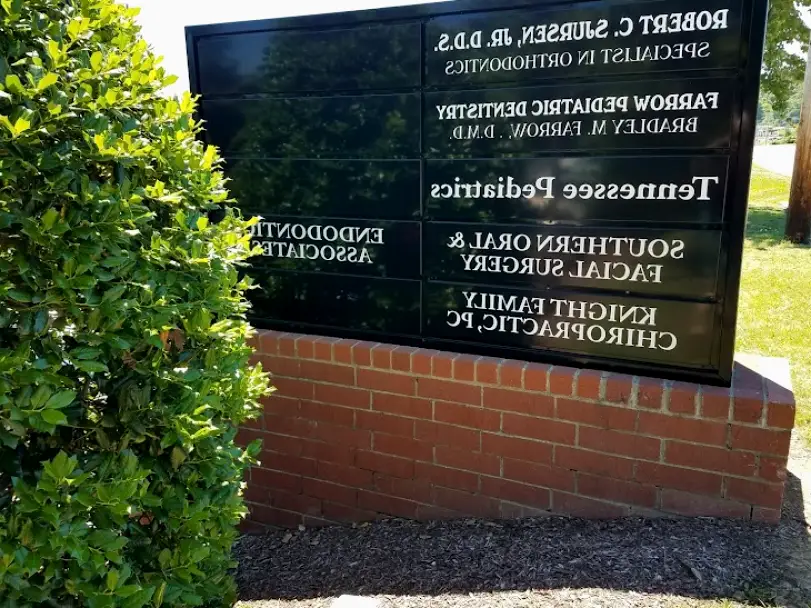 ROBERT C. SJURSEN, JR. D.D.S.
SPECIALIST IN ORTHODONTICS
FARROW PEDIATRIC DENTISTRY
BRADLEY M. FARROW, . D.M.D.
Tennessee Pediatrics
SOUTHERN ORAL &
FACIAL SURGERY
ENDODONTIC
ASSOCIATES
KNIGHT FAMILY
CHIROPRACTIC, PC